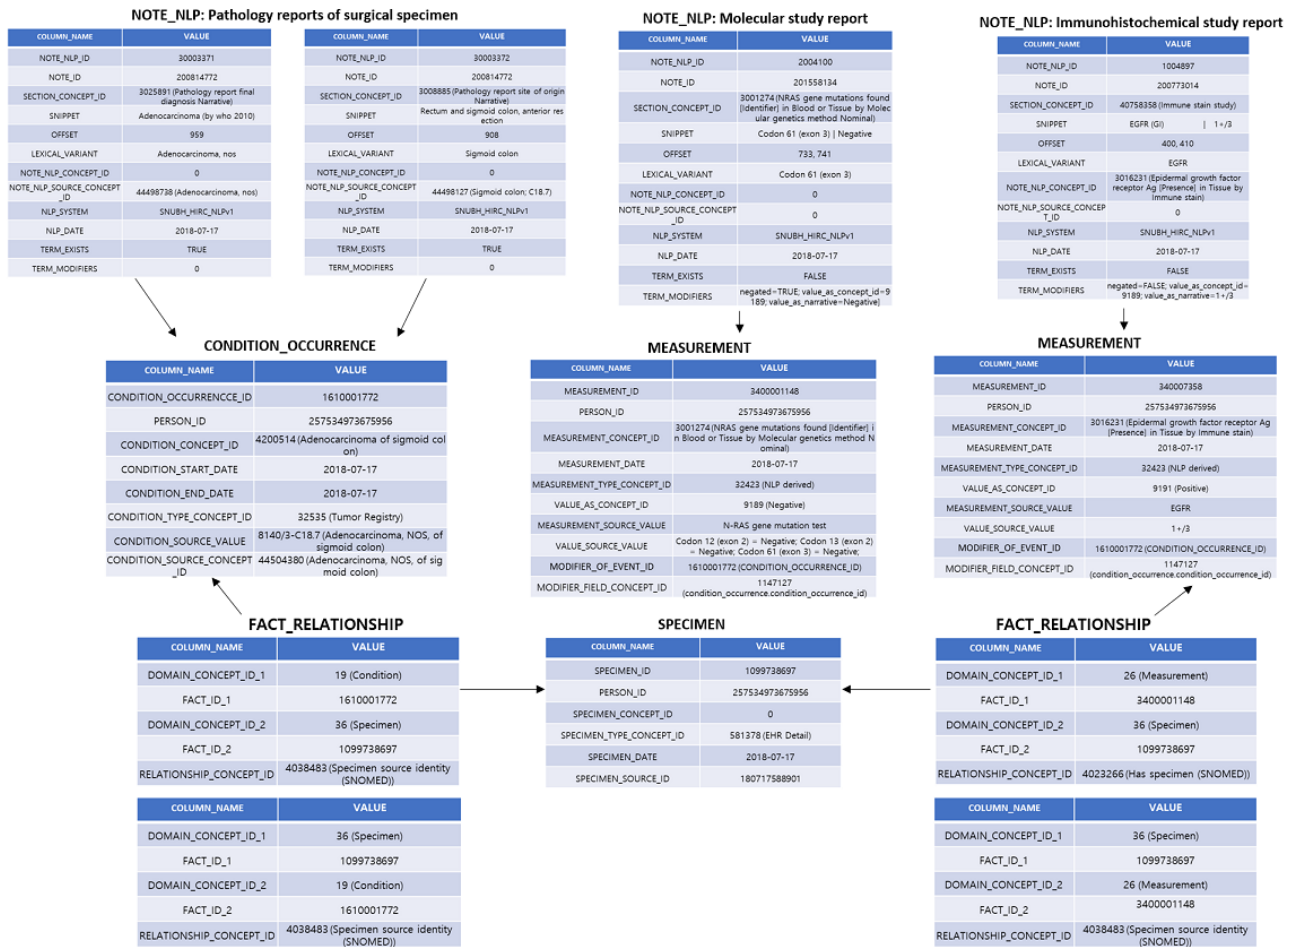 NOTE_NLP: Pathology reports of surgical specimen
COLUMN_NAME VALUE
NOTE_NLP_ID 30003371
NOTE_ID 200814772
SECTION_CONCEPT_ID 3025891 (Pathology report final
diagnosis Narrative)
SNIPPET Adenocarcinoma (by who 2010)
OFFSET 959
LEXICAL_VARIANT Adenocarcinoma, nos
NOTE_NLP_CONCEPT_ID 0
NOTE_NLP_SOURCE_CONCEPT
_ID 44498738 (Adenocarcinoma, nos)
NLP_SYSTEM SNUBH_HIRC_NLPv1
NLP_DATE 2018-07-17
TERM_EXISTS TRUE
TERM_MODIFIERS 0
COLUMN_NAME VALUE
NOTE_NLP_ID 30003372
NOTE_ID 200814772
SECTION_CONCEPT_ID 3008885 (Pathology report site of origin
Narrative)
SNIPPET Rectum and sigmoid colon, anterior res
ection
OFFSET 908
LEXICAL_VARIANT Sigmoid colon
NOTE_NLP_CONCEPT_ID 0
NOTE_NLP_SOURCE_CONCEPT
_ID 44498127 (Sigmoid colon; C18.7)
NLP_SYSTEM SNUBH_HIRC_NLPv1
NLP_DATE 2018-07-17
TERM_EXISTS TRUE
TERM_MODIFIERS 0
NOTE_NLP: Molecular study report
COLUMN_NAME VALUE
NOTE_NLP_ID 2004100
NOTE_ID 201558134
SECTION_CONCEPT_ID 3001274 (NRAS gene mutations found
[Identifier] in Blood or Tissue by Molec
ular genetics method Nominal)
SNIPPET Codon 61 (exon 3) | Negative
OFFSET 733, 741
LEXICAL_VARIANT Codon 61 (exon 3)
NOTE_NLP_CONCEPT_ID 0
NOTE_NLP_SOURCE_CONCEPT
_ID 0
NLP_SYSTEM SNUBH_HIRC_NLPv1
NLP_DATE 2018-07-17
TERM_EXISTS FALSE
TERM_MODIFIERS negated=TRUE; value_as_concept_id=9
189; value_as_narrative=Negative)
NOTE_NLP: Immunohistochemical study report
COLUMN_NAME VALUE
NOTE_NLP_ID 1004897
NOTE_ID 200773014
SECTION_CONCEPT_ID 40758358 (Immune stain study)
SNIPPET EGFR (GI) | 1+/3
OFFSET 400, 410
LEXICAL_VARIANT EGFR
NOTE_NLP_CONCEPT_ID 3016231 (Epidermal growth factor
receptor Ag [Presence] in Tissue by
Immune stain)
NOTE_NLP_SOURCE_CONCEP
T_ID 0
NLP_SYSTEM SNUBH_HIRC_NLPv1
NLP_DATE 2018-07-17
TERM_EXISTS FALSE
TERM_MODIFIERS negated=FALSE; value_as_concept_id=
9189; value_as_narrative=1+/3
CONDITION_OCCURRENCE
COLUMN_NAME VALUE
CONDITION_OCCURRENCCE_ID 1610001772
PERSON_ID 257534973675956
CONDITION_CONCEPT_ID 4200514 (Adenocarcinoma of sigmoid col
on)
CONDITION_START_DATE 2018-07-17
CONDITION_END_DATE 2018-07-17
CONDITION_TYPE_CONCEPT_ID 32535 (Tumor Registry)
CONDITION_SOURCE_VALUE 8140/3-C18.7 (Adenocarcinoma, NOS, of
sigmoid colon)
CONDITION_SOURCE_CONCEPT
_ID 44504380 (Adenocarcinoma, NOS, of sig
moid colon)
MEASUREMENT
COLUMN_NAME VALUE
MEASUREMENT_ID 3400001148
PERSON_ID 257534973675956
MEASUREMENT_CONCEPT_ID 3001274 (NRAS gene mutations found [Identifier] i
n Blood or Tissue by Molecular genetics method N
ominal)
MEASUREMENT_DATE 2018-07-17
MEASUREMENT_TYPE_CONCEPT_ID 32423 (NLP derived)
VALUE_AS_CONCEPT_ID 9189 (Negative)
MEASUREMENT_SOURCE_VALUE N-RAS gene mutation test
VALUE_SOURCE_VALUE Codon 12 (exon 2) = Negative; Codon 13 (exon 2)
= Negative; Codon 61 (exon 3) = Negative;
MODIFIER_OF_EVENT_ID 1610001772 (CONDITION_OCCURRENCE_ID)
MODIFIER_FIELD_CONCEPT_ID 1147127
(condition_occurrence.condition_occurrence_id)
MEASUREMENT
COLUMN_NAME VALUE
MEASUREMENT_ID 340007358
PERSON_ID 257534973675956
MEASUREMENT_CONCEPT_ID 3016231 (Epidermal growth factor receptor Ag
[Presence] in Tissue by Immune stain)
MEASUREMENT_DATE 2018-07-17
MEASUREMENT_TYPE_CONCEPT_ID 32423 (NLP derived)
VALUE_AS_CONCEPT_ID 9191 (Positive)
MEASUREMENT_SOURCE_VALUE EGFR
VALUE_SOURCE_VALUE 1+/3
MODIFIER_OF_EVENT_ID 1610001772 (CONDITION_OCCURRENCE_ID)
MODIFIER_FIELD_CONCEPT_ID 1147127
(condition_occurrence.condition_occurrence_id)
FACT_RELATIONSHIP
COLUMN_NAME VALUE
DOMAIN_CONCEPT_ID_1 19 (Condition)
FACT_ID_1 1610001772
DOMAIN_CONCEPT_ID_2 36 (Specimen)
FACT_ID_2 1099738697
RELATIONSHIP_CONCEPT_ID 4038483 (Specimen source identity
(SNOMED))
COLUMN_NAME VALUE
DOMAIN_CONCEPT_ID_1 36 (Specimen)
FACT_ID_1 1099738697
DOMAIN_CONCEPT_ID_2 19 (Condition)
FACT_ID_2 1610001772
RELATIONSHIP_CONCEPT_ID 4038483 (Specimen source identity
(SNOMED))
SPECIMEN
COLUMN_NAME VALUE
SPECIMEN_ID 1099738697
PERSON_ID 257534973675956
SPECIMEN_CONCEPT_ID 0
SPECIMEN_TYPE_CONCEPT_ID 581378 (EHR Detail)
SPECIMEN_DATE 2018-07-17
SPECIMEN_SOURCE_ID 180717588901
FACT_RELATIONSHIP
COLUMN_NAME VALUE
DOMAIN_CONCEPT_ID_1 26 (Measurement)
FACT_ID_1 3400001148
DOMAIN_CONCEPT_ID_2 36 (Specimen)
FACT_ID_2 1099738697
RELATIONSHIP_CONCEPT_ID 4023266 (Has specimen (SNOMED))
COLUMN_NAME VALUE
DOMAIN_CONCEPT_ID_1 36 (Specimen)
FACT_ID_1 1099738697
DOMAIN_CONCEPT_ID_2 26 (Measurement)
FACT_ID_2 3400001148
RELATIONSHIP_CONCEPT_ID 4038483 (Specimen source identity
(SNOMED))